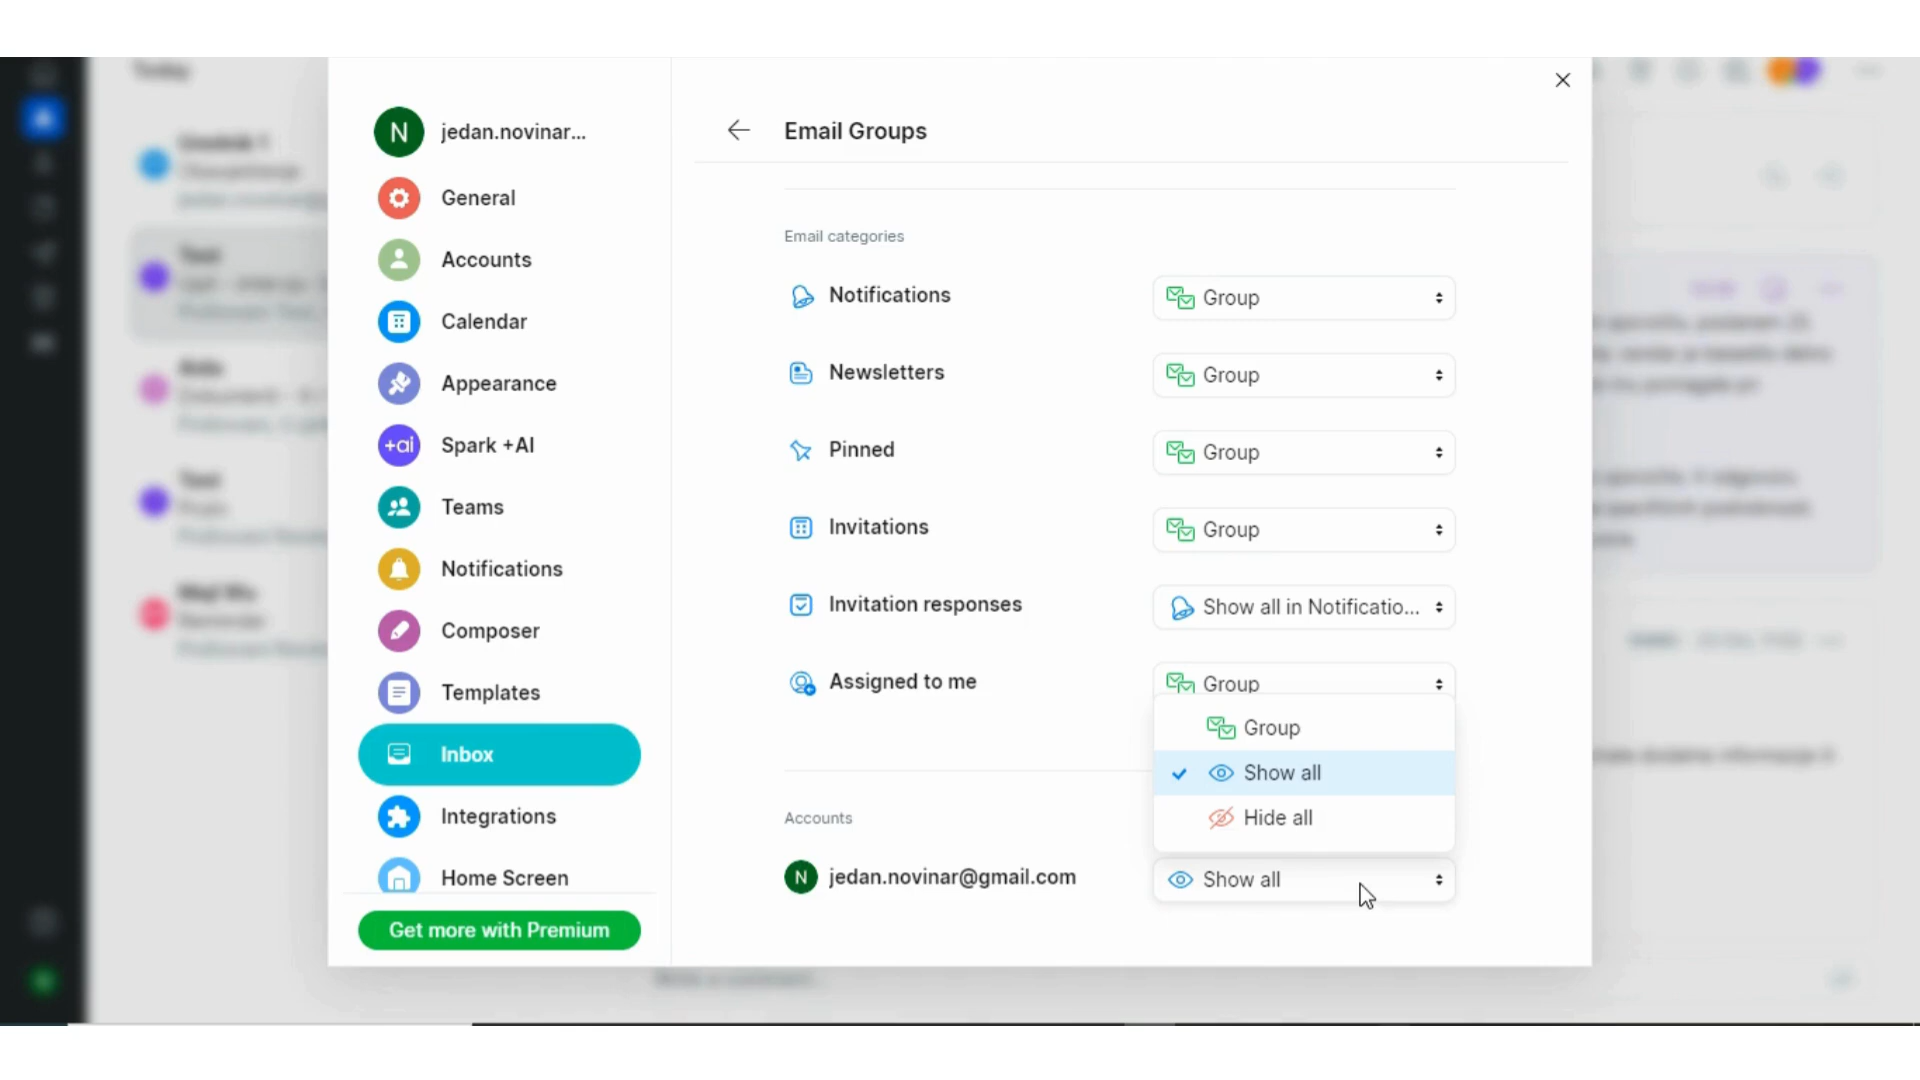 Today
N jedan.novinar...
General
Accounts
Calendar
Appearance
+ai Spark +AI
Teams
Notifications
Composer
Templates
Inbox
Integrations
Home Screen
Get more with Premium
Email Groups
Email categories
Notifications Group
Newsletters Group
Pinned Group
Invitations Group
Invitation responses Show all in Notificatio...
Assigned to me Group
Group
Show all
Hide all
Accounts
N jedan.novinar@gmail.com Show all